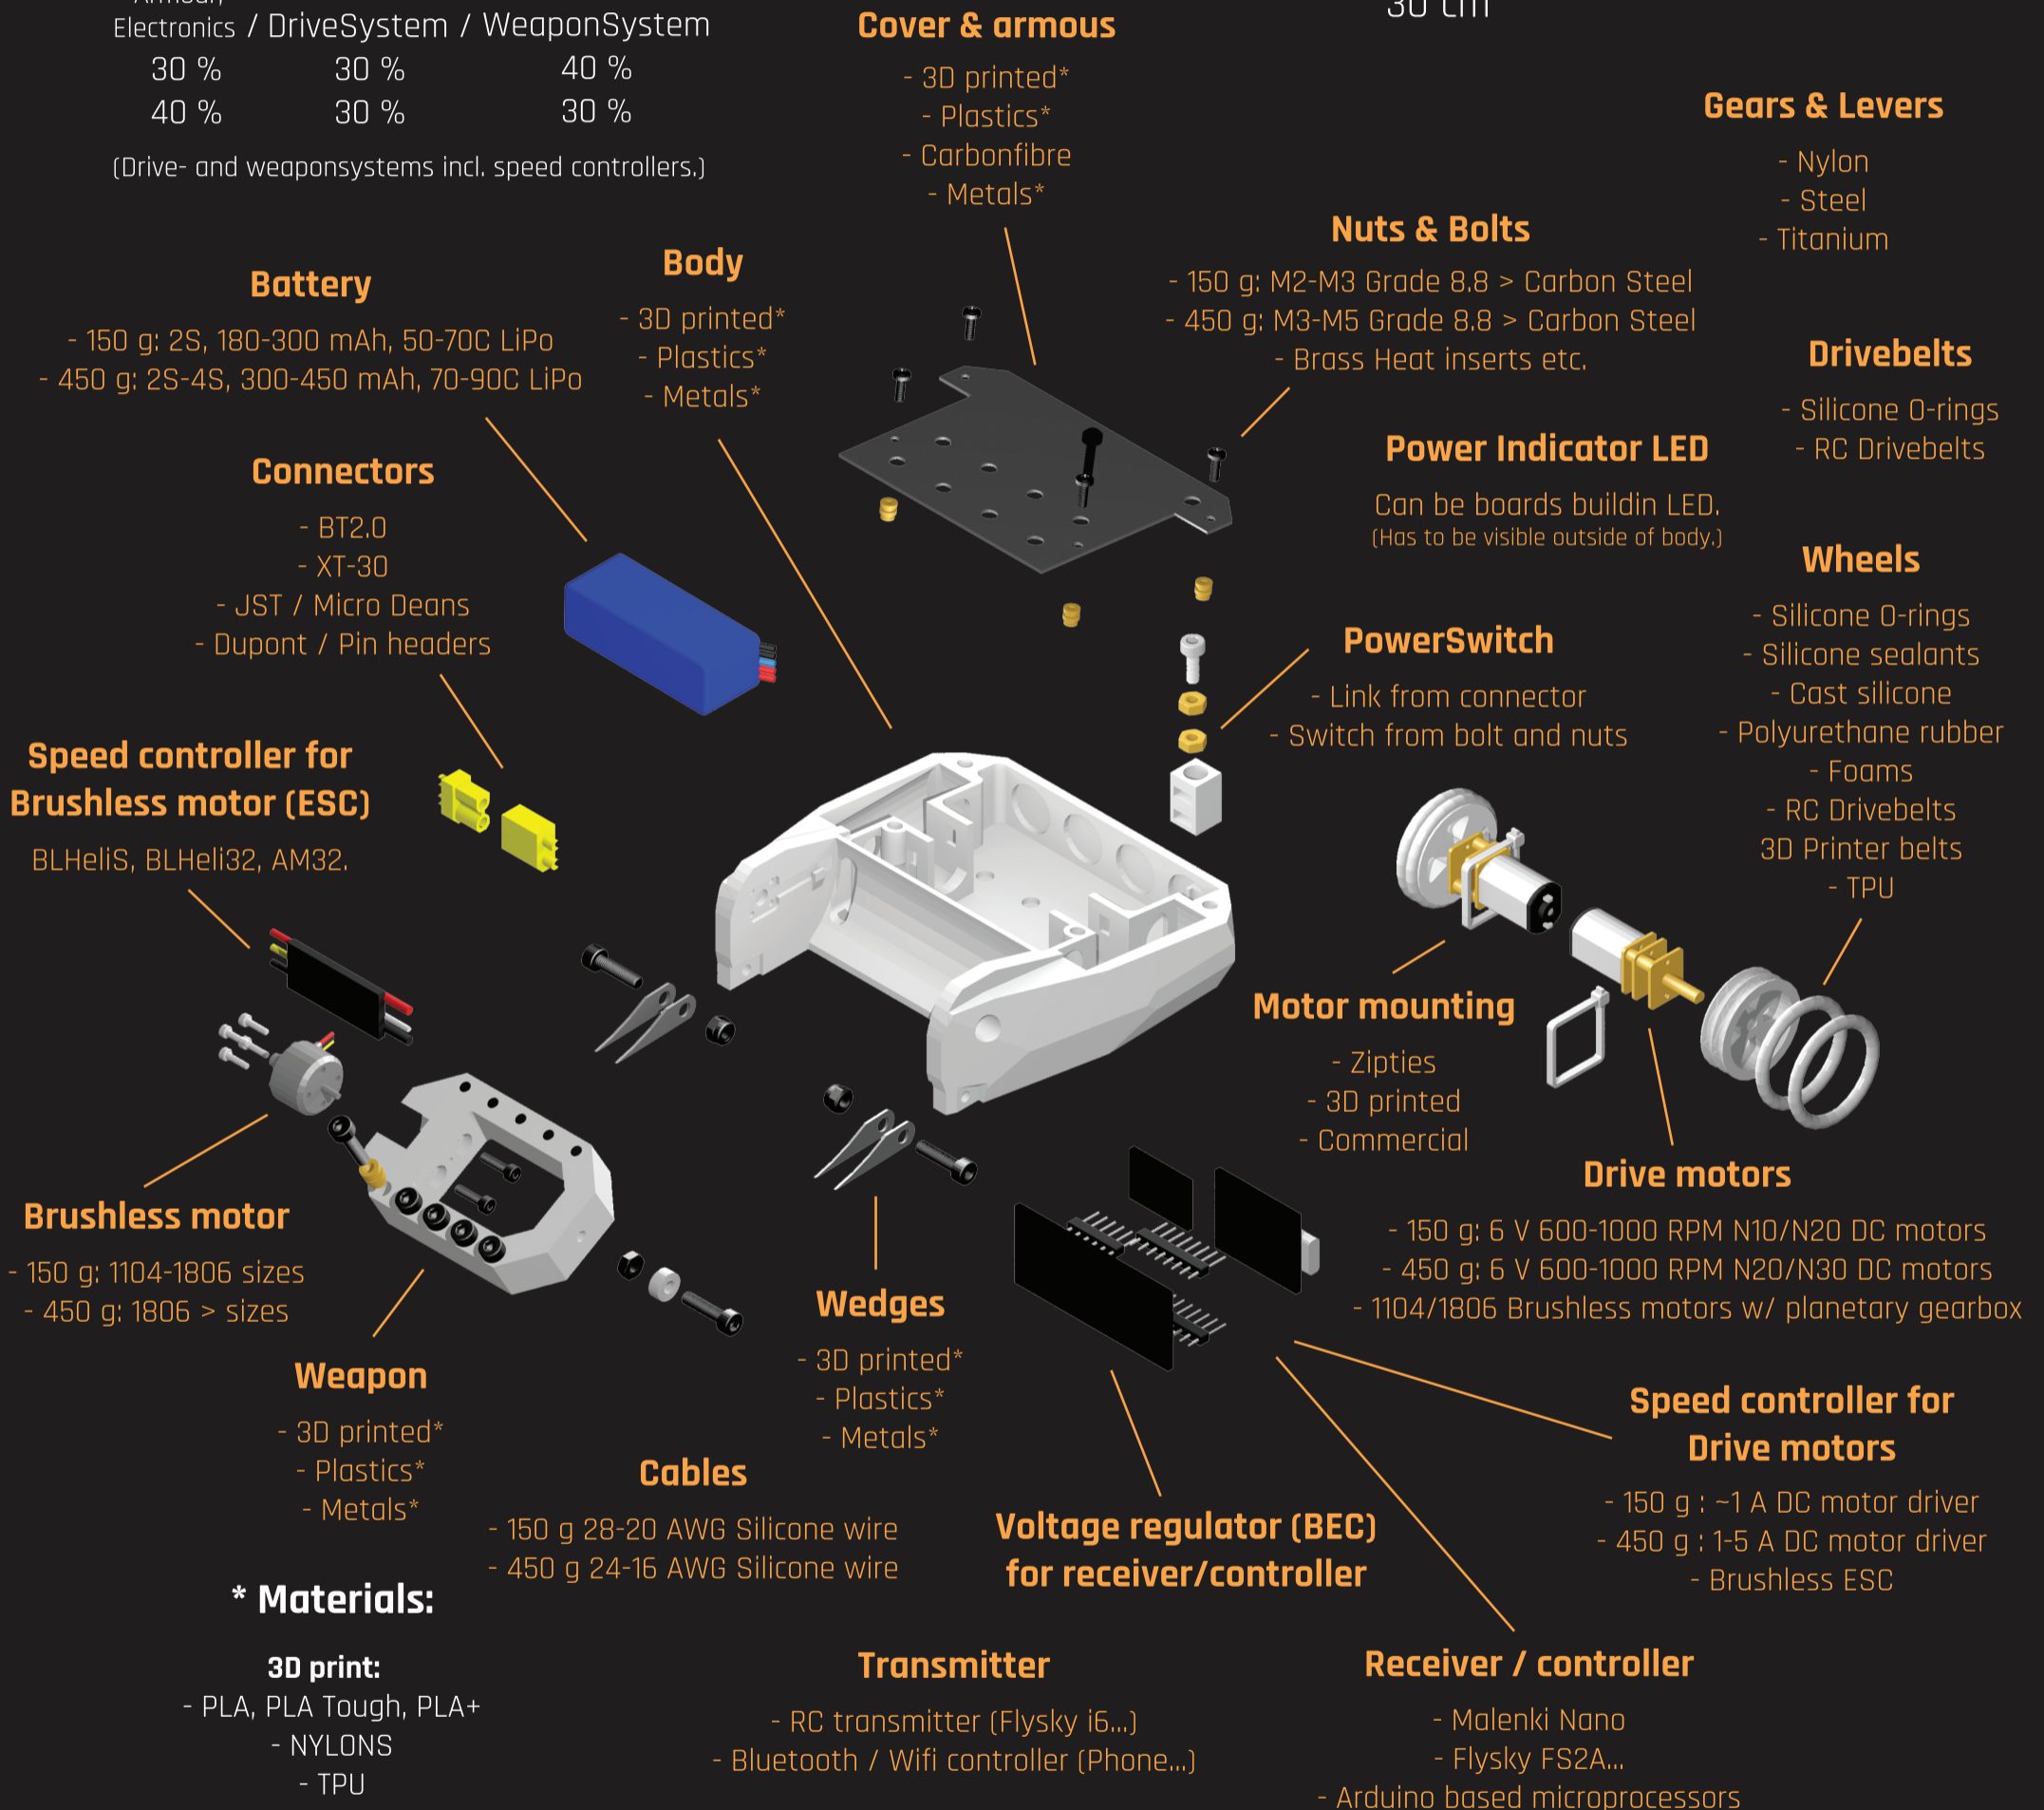 Armour,
Electronics / DriveSystem / WeaponSystem
30 % 30 % 40 %
40 % 30 % 30 %
(Drive- and weaponsystems incl. speed controllers.)
30 cm
Cover & armous
- 3D printed*
- Plastics*
- Carbonfibre
- Metals*
Gears & Levers
- Nylon
- Steel
- Titanium
Nuts & Bolts
- 150 g: M2-M3 Grade 8.8 > Carbon Steel
- 450 g: M3-M5 Grade 8.8 > Carbon Steel
- Brass Heat inserts etc.
Body
- 3D printed*
- Plastics*
- Metals*
Battery
- 150 g: 2S, 180-300 mAh, 50-70C LiPo
- 450 g: 2S-4S, 300-450 mAh, 70-90C LiPo
Drivebelts
- Silicone O-rings
- RC Drivebelts
Power Indicator LED
Can be boards buildin LED.
(Has to be visible outside of body.)
Connectors
- BT2.0
- XT-30
- JST / Micro Deans
- Dupont / Pin headers
Wheels
- Silicone O-rings
- Silicone sealants
- Cast silicone
- Polyurethane rubber
- Foams
- RC Drivebelts
3D Printer belts
- TPU
PowerSwitch
- Link from connector
- Switch from bolt and nuts
Speed controller for
Brushless motor (ESC)
BLHeliS, BLHeli32, AM32.
Motor mounting
- Zipties
- 3D printed
- Commercial
Drive motors
- 150 g: 6 V 600-1000 RPM N10/N20 DC motors
- 450 g: 6 V 600-1000 RPM N20/N30 DC motors
- 1104/1806 Brushless motors w/ planetary gearbox
Brushless motor
- 150 g: 1104-1806 sizes
- 450 g: 1806 > sizes
Wedges
- 3D printed*
- Plastics*
- Metals*
Weapon
- 3D printed*
- Plastics*
- Metals*
Speed controller for
Drive motors
- 150 g : ~1 A DC motor driver
- 450 g : 1-5 A DC motor driver
- Brushless ESC
Cables
- 150 g 28-20 AWG Silicone wire
- 450 g 24-16 AWG Silicone wire
Voltage regulator (BEC)
for receiver/controller
* Materials:
3D print:
- PLA, PLA Tough, PLA+
- NYLONS
- TPU
Transmitter
- RC transmitter (Flysky i6...)
- Bluetooth / Wifi controller (Phone...)
Receiver / controller
- Malenki Nano
- Flysky FS2A...
- Arduino based microprocessors